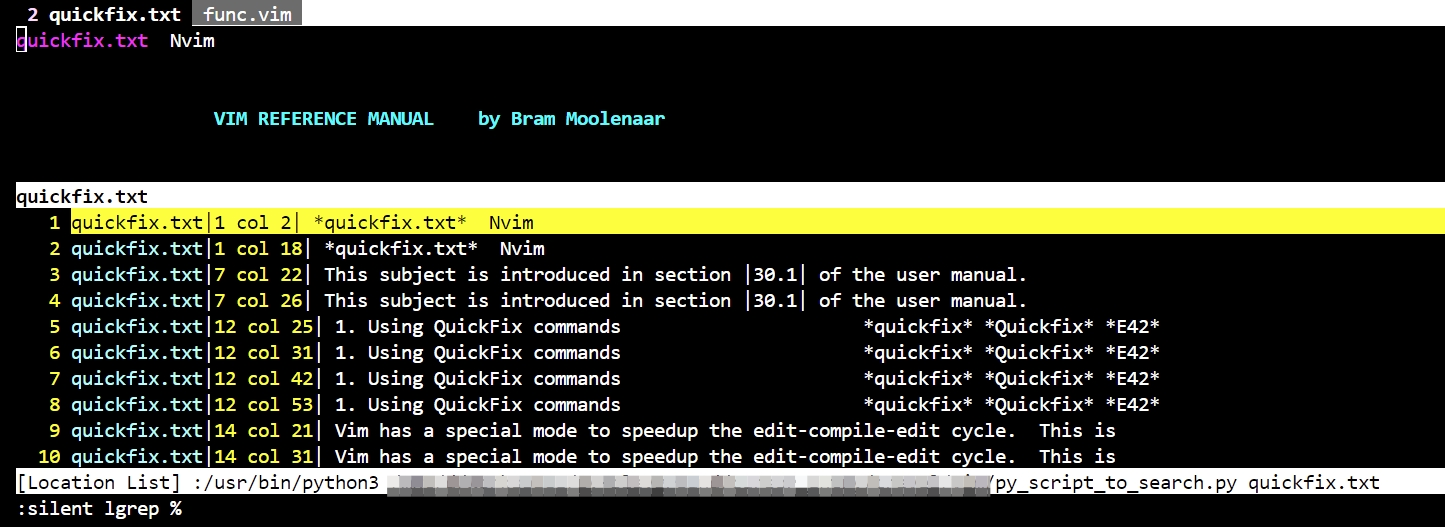 2 quickfix.txt  func.vim
quickfix.txt  Nvim
VIM REFERENCE MANUAL    by Bram Moolenaar
quickfix.txt
1 quickfix.txt|1 col 2| *quickfix.txt*  Nvim
2 quickfix.txt|1 col 18| *quickfix.txt*  Nvim
3 quickfix.txt|7 col 22| This subject is introduced in section |30.1| of the user manual.
4 quickfix.txt|7 col 26| This subject is introduced in section |30.1| of the user manual.
5 quickfix.txt|12 col 25| 1. Using QuickFix commands                      *quickfix* *Quickfix* *E42*
6 quickfix.txt|12 col 31| 1. Using QuickFix commands                      *quickfix* *Quickfix* *E42*
7 quickfix.txt|12 col 42| 1. Using QuickFix commands                      *quickfix* *Quickfix* *E42*
8 quickfix.txt|12 col 53| 1. Using QuickFix commands                      *quickfix* *Quickfix* *E42*
9 quickfix.txt|14 col 21| Vim has a special mode to speedup the edit-compile-edit cycle.  This is
10 quickfix.txt|14 col 31| Vim has a special mode to speedup the edit-compile-edit cycle.  This is
[Location List] :/usr/bin/python3 /py_script_to_search.py quickfix.txt
:silent lgrep %